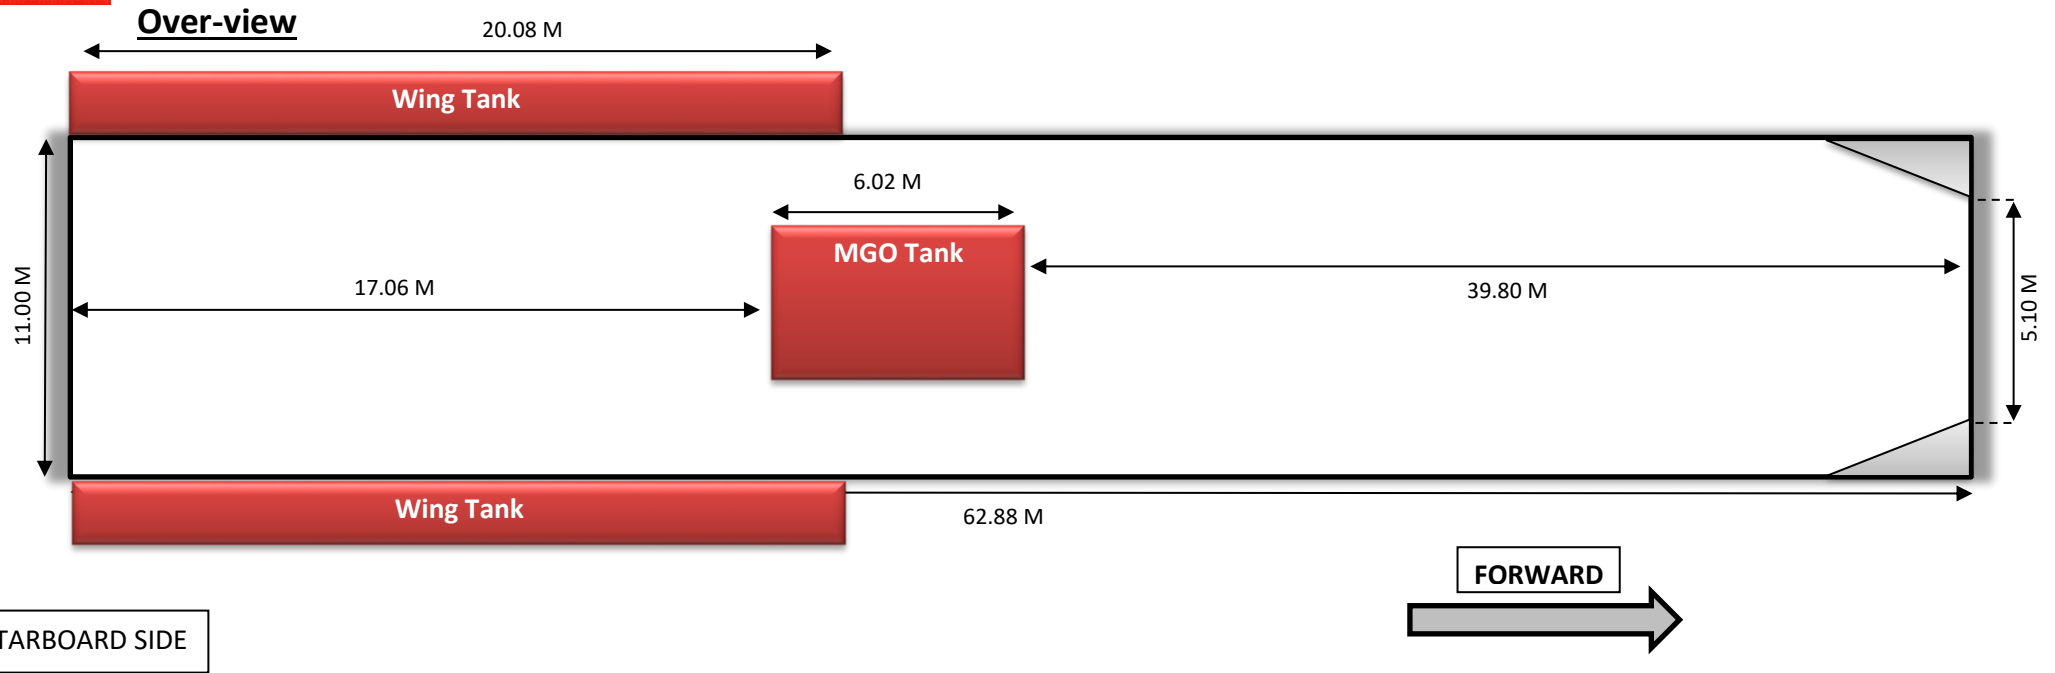 Over-view
20.08 M
Wing Tank
6.02 M
MGO Tank
17.06 M
39.80 M
11.00 M
5.10 M
Wing Tank
62.88 M
FORWARD
TARBOARD SIDE